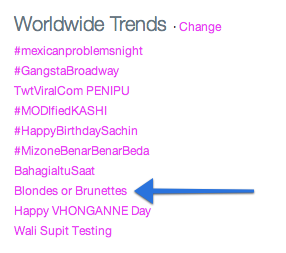 Worldwide Trends · Change
#mexicanproblemsnight
#GangstaBroadway
TwtViralCom PENIPU
#MODIfiedKASHI
#HappyBirthdaySachin
#MizoneBenarBenarBeda
BahagiaItuSaat
Blondes or Brunettes
Happy VHONGANNE Day
Wali Supit Testing